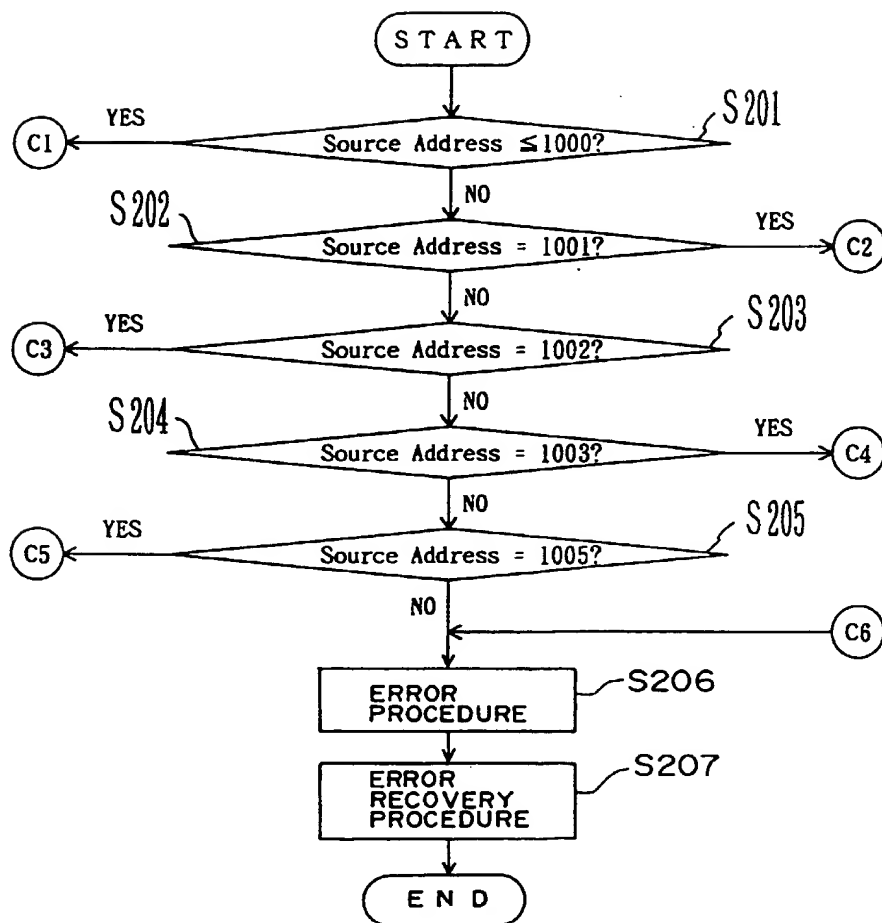 START
S201
YES
C1
Source Address ≦1000?
NO
S202
YES
Source Address = 1001?
C2
NO
S203
YES
C3
Source Address = 1002?
NO
S204
YES
Source Address = 1003?
C4
NO
S205
YES
C5
Source Address = 1005?
NO
C6
ERROR
PROCEDURE
S206
ERROR
RECOVERY
PROCEDURE
S207
END